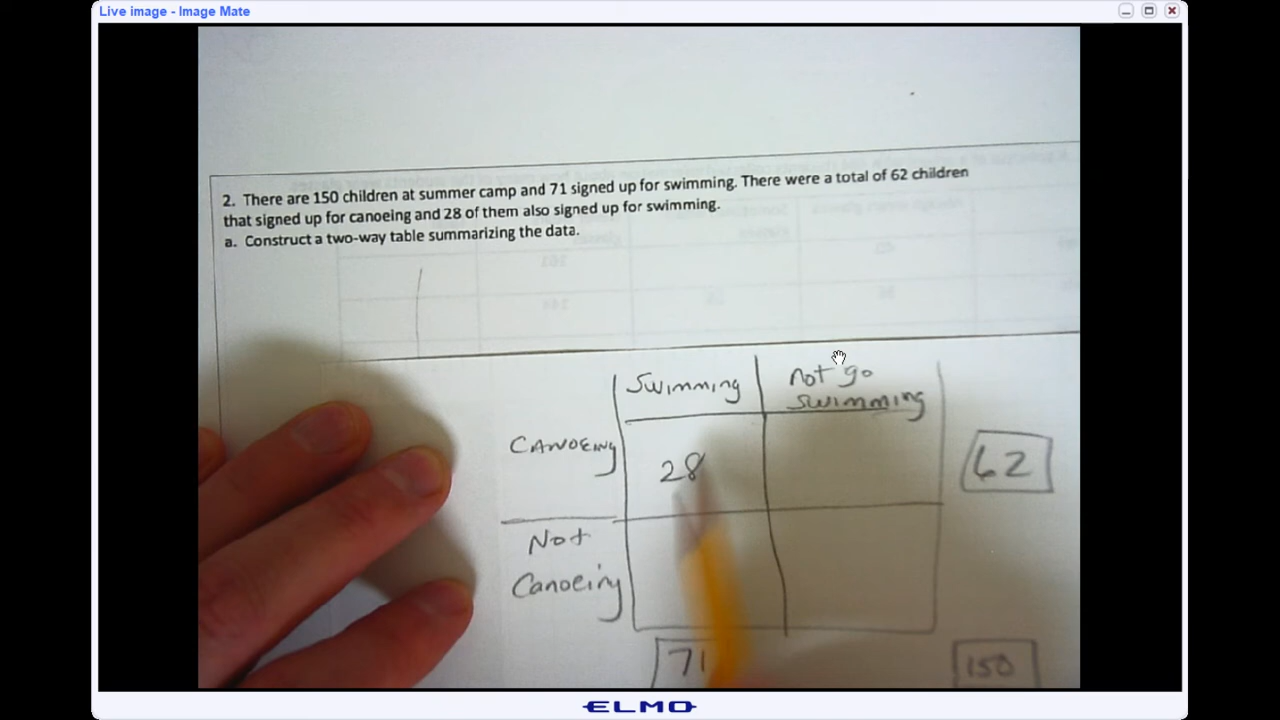 Live image - Image Mate
2. There are 150 children at summer camp and 71 signed up for swimming. There were a total of 62 children
that signed up for canoeing and 28 of them also signed up for swimming.
a. Construct a two-way table summarizing the data.
Swimming
not go
swimming
CANOEING
28
62
Not
Canoeing
71
150
ELMO